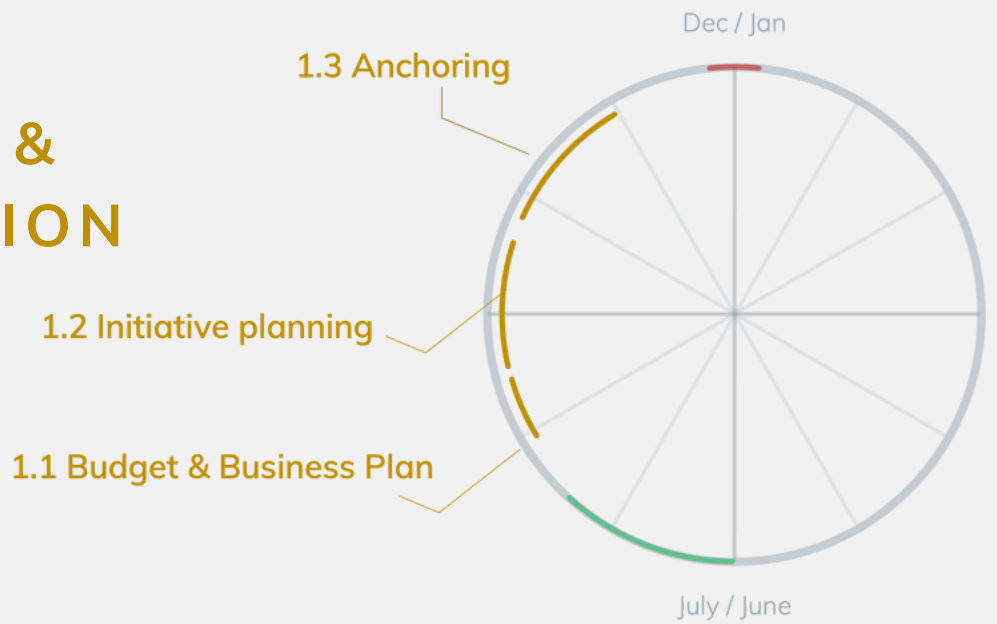 Dec / Jan
1.3 Anchoring
&
ION
1.2 Initiative planning
1.1 Budget & Business Plan
July / June